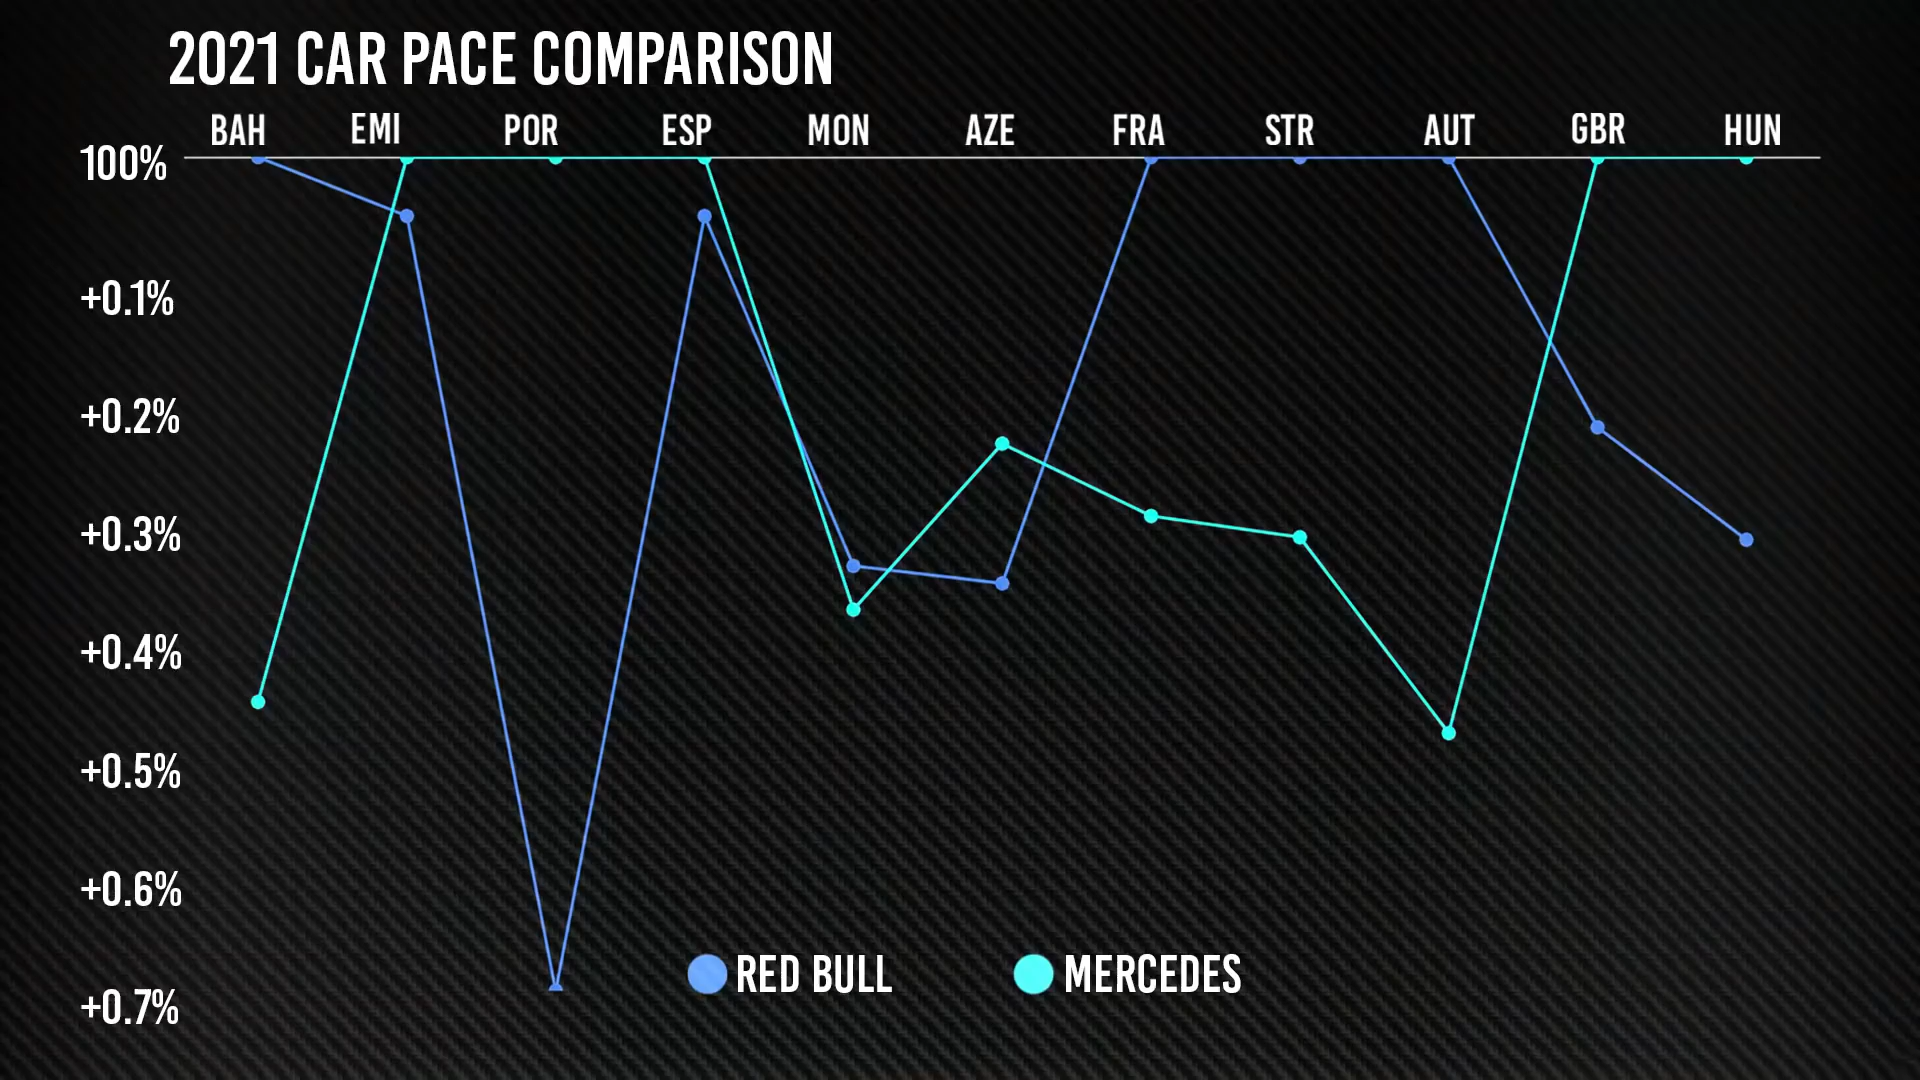 2021 CAR PACE COMPARISON
BAH EMI POR ESP MON AZE FRA STR AUT GBR HUN
100%
+0.1%
+0.2%
+0.3%
+0.4%
+0.5%
+0.6%
+0.7%
RED BULL MERCEDES